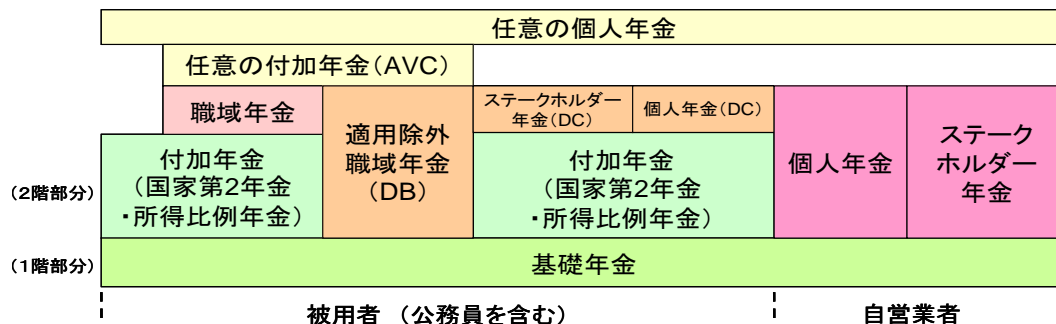 任意の個人年金
任意の付加年金(AVC)
職域年金
適用除外
職域年金
(DB)
ステークホルダー
年金(DC)
個人年金(DC)
付加年金
(国家第2年金
・所得比例年金)
付加年金
(国家第2年金
・所得比例年金)
個人年金
ステーク
ホルダー
年金
(2階部分)
(1階部分)
基礎年金
被用者 (公務員を含む)
自営業者